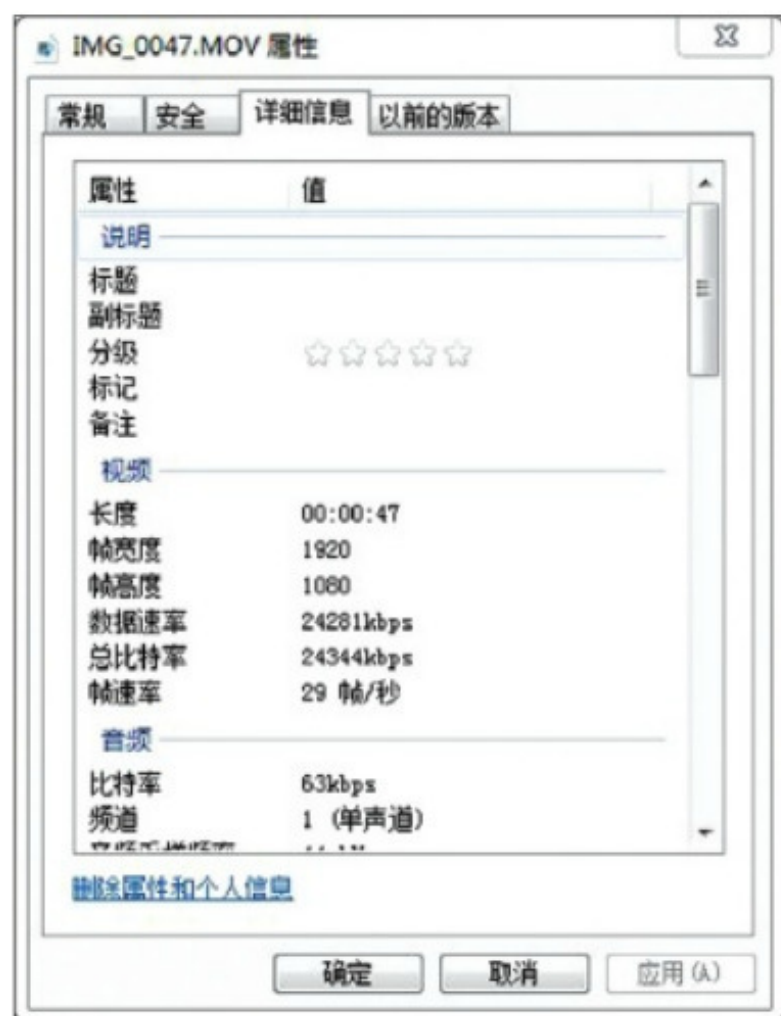 IMG_0047.MOV 属性
常规 安全 详细信息 以前的版本
属性 值
说明
标题
副标题
分级
标记
备注
视频
长度 00:00:47
帧宽度 1920
帧高度 1080
数据速率 24281kbps
总比特率 24344kbps
帧速率 29 帧/秒
音频
比特率 63kbps
频道 1 (单声道)
删除属性和个人信息
确定 取消 应用(A)